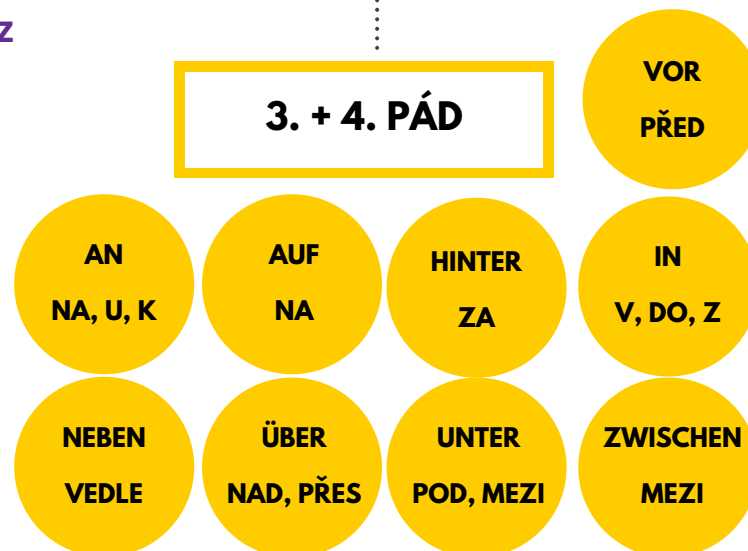 z
3. + 4. PÁD
VOR
PŘED
AN
NA, U, K
AUF
NA
HINTER
ZA
IN
V, DO, Z
NEBEN
VEDLE
ÜBER
NAD, PŘES
UNTER
POD, MEZI
ZWISCHEN
MEZI